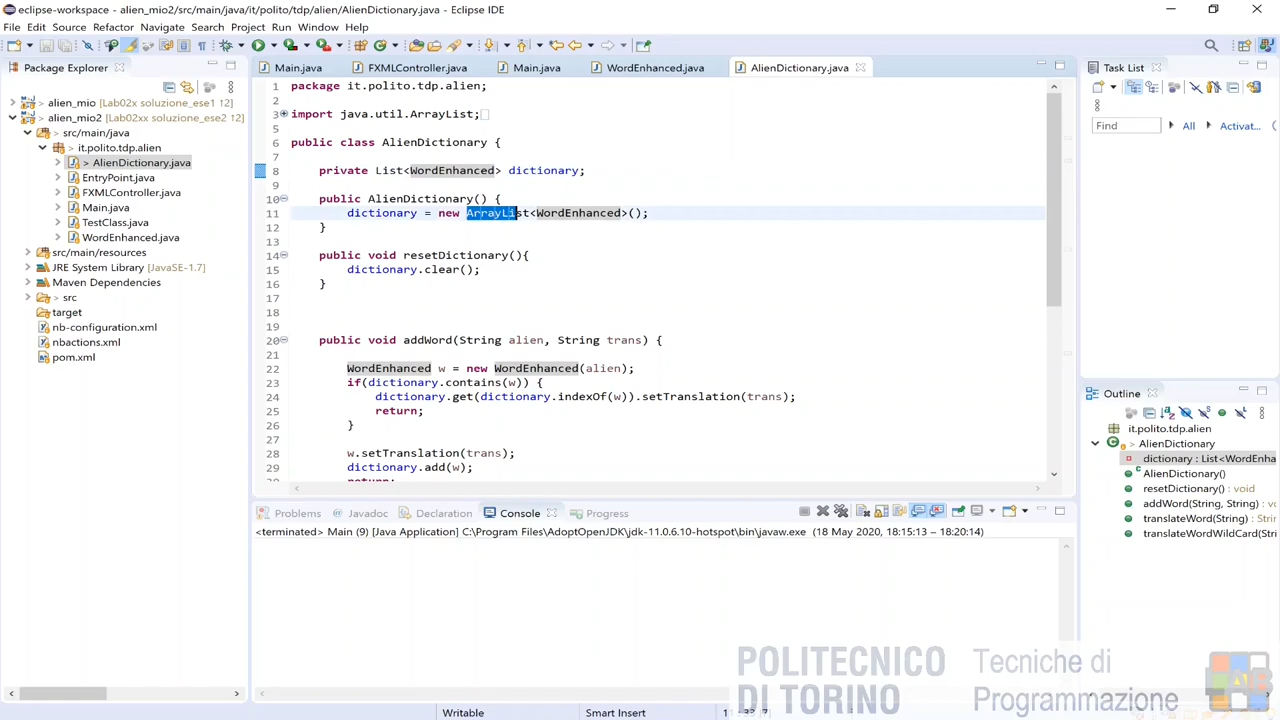 eclipse-workspace - alien_mio2/src/main/java/it/polito/tdp/alien/AlienDictionary.java - Eclipse IDE
File Edit Source Refactor Navigate Search Project Run Window Help
Package Explorer
Main.java FXMLController.java Main.java WordEnhanced.java AlienDictionary.java
Task List
alien_mio [Lab02x soluzione_ese1 12]
alien_mio2 [Lab02xx soluzione_ese2 12]
src/main/java
it.polito.tdp.alien
> AlienDictionary.java
EntryPoint.java
FXMLController.java
Main.java
TestClass.java
WordEnhanced.java
src/main/resources
JRE System Library [JavaSE-1.7]
Maven Dependencies
> src
target
nb-configuration.xml
nbactions.xml
pom.xml
1 package it.polito.tdp.alien;
2
3 import java.util.ArrayList;
5
6 public class AlienDictionary {
7
8 private List<WordEnhanced> dictionary;
9
10 public AlienDictionary() {
11 dictionary = new ArrayList<WordEnhanced>();
12 }
13
14 public void resetDictionary(){
15 dictionary.clear();
16 }
17
18
19
20 public void addWord(String alien, String trans) {
21
22 WordEnhanced w = new WordEnhanced(alien);
23 if(dictionary.contains(w)) {
24 dictionary.get(dictionary.indexOf(w)).setTranslation(trans);
25 return;
26 }
27
28 w.setTranslation(trans);
29 dictionary.add(w);
30 return;
Find All Activat...
Outline
it.polito.tdp.alien
> AlienDictionary
dictionary : List<WordEnha
AlienDictionary()
resetDictionary() : void
addWord(String, String)
translateWord(String) : Strin
translateWordWildCard(Stri
Problems Javadoc Declaration Console Progress
<terminated> Main (9) [Java Application] C:\Program Files\AdoptOpenJDK\jdk-11.0.6.10-hotspot\bin\javaw.exe (18 May 2020, 18:15:13 – 18:20:14)
POLITECNICO
DI TORINO
Tecniche di
Programmazione
Writable Smart Insert